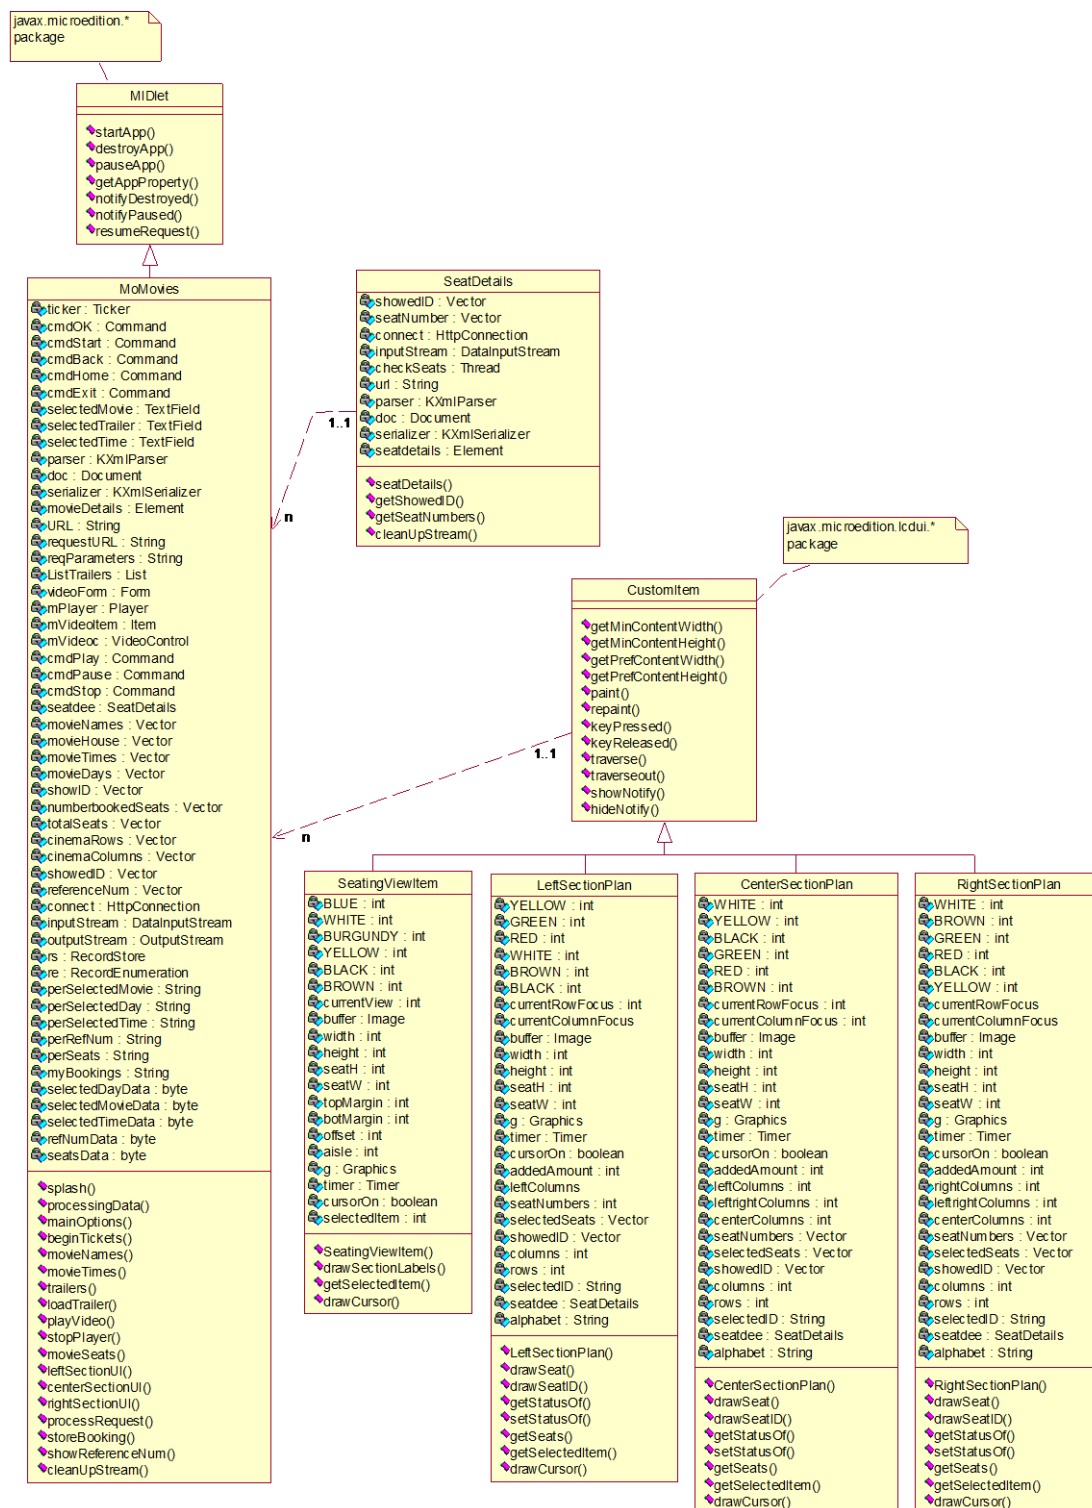 javax.microedition.*
package
MIDlet
startApp()
destroyApp()
pauseApp()
getAppProperty()
notifyDestroyed()
notifyPaused()
resumeRequest()
MoMovies
ticker : Ticker
cmdOK : Command
cmdStart : Command
cmdBack : Command
cmdHome : Command
cmdExit : Command
selectedMovie : TextField
selectedTrailer : TextField
selectedTime : TextField
parser : KXmlParser
doc : Document
serializer : KXmlSerializer
movieDetails : Element
URL : String
requestURL : String
reqParameters : String
ListTrailers : List
videoForm : Form
mPlayer : Player
mVideoItem : Item
mVideoc : VideoControl
cmdPlay : Command
cmdPause : Command
cmdStop : Command
seatdee : SeatDetails
movieNames : Vector
movieHouse : Vector
movieTimes : Vector
movieDays : Vector
showID : Vector
numberbookedSeats : Vector
totalSeats : Vector
cinemaRows : Vector
cinemaColumns : Vector
showedID : Vector
referenceNum : Vector
connect : HttpConnection
inputStream : DataInputStream
outputStream : OutputStream
rs : RecordStore
re : RecordEnumeration
perSelectedMovie : String
perSelectedDay : String
perSelectedTime : String
perRefNum : String
perSeats : String
myBookings : String
selectedDayData : byte
selectedMovieData : byte
selectedTimeData : byte
refNumData : byte
seatsData : byte
splash()
processingData()
mainOptions()
beginTickets()
movieNames()
movieTimes()
trailers()
loadTrailer()
playVideo()
stopPlayer()
movieSeats()
leftSectionUI()
centerSectionUI()
rightSectionUI()
processRequest()
storeBooking()
showReferenceNum()
cleanUpStream()
SeatDetails
showedID : Vector
seatNumber : Vector
connect : HttpConnection
inputStream : DataInputStream
checkSeats : Thread
url : String
parser : KXmlParser
doc : Document
serializer : KXmlSerializer
seatdetails : Element
seatDetails()
getShowedID()
getSeatNumbers()
cleanUpStream()
1..1
n
javax.microedition.lcdui.*
package
CustomItem
getMinContentWidth()
getMinContentHeight()
getPrefContentWidth()
getPrefContentHeight()
paint()
repaint()
keyPressed()
keyReleased()
traverse()
traverseout()
showNotify()
hideNotify()
1..1
n
SeatingViewItem
BLUE : int
WHITE : int
BURGUNDY : int
YELLOW : int
BLACK : int
BROWN : int
currentView : int
buffer : Image
width : int
height : int
seatH : int
seatW : int
topMargin : int
botMargin : int
offset : int
aisle : int
g : Graphics
timer : Timer
cursorOn : boolean
selectedItem : int
SeatingViewItem()
drawSectionLabels()
getSelectedItem()
drawCursor()
LeftSectionPlan
YELLOW : int
GREEN : int
RED : int
WHITE : int
BROWN : int
BLACK : int
currentRowFocus : int
currentColumnFocus
buffer : Image
width : int
height : int
seatH : int
seatW : int
g : Graphics
timer : Timer
cursorOn : boolean
addedAmount : int
leftColumns
seatNumbers : int
selectedSeats : Vector
showedID : Vector
columns : int
rows : int
selectedID : String
seatdee : SeatDetails
alphabet : String
LeftSectionPlan()
drawSeat()
drawSeatID()
getStatusOf()
setStatusOf()
getSeats()
getSelectedItem()
drawCursor()
CenterSectionPlan
WHITE : int
YELLOW : int
BLACK : int
GREEN : int
RED : int
BROWN : int
currentRowFocus : int
currentColumnFocus : int
buffer : Image
width : int
height : int
seatH : int
seatW : int
g : Graphics
timer : Timer
cursorOn : boolean
addedAmount : int
leftColumns : int
leftrightColumns : int
centerColumns : int
seatNumbers : Vector
selectedSeats : Vector
showedID : Vector
columns : int
rows : int
selectedID : String
seatdee : SeatDetails
alphabet : String
CenterSectionPlan()
drawSeat()
drawSeatID()
getStatusOf()
setStatusOf()
getSeats()
getSelectedItem()
drawCursor()
RightSectionPlan
WHITE : int
BROWN : int
GREEN : int
RED : int
BLACK : int
YELLOW : int
currentRowFocus
currentColumnFocus
buffer : Image
width : int
height : int
seatH : int
seatW : int
g : Graphics
timer : Timer
cursorOn : boolean
addedAmount : int
rightColumns : int
leftrightColumns : int
centerColumns : int
seatNumbers : Vector
selectedSeats : Vector
showedID : Vector
columns : int
rows : int
selectedID : String
seatdee : SeatDetails
alphabet : String
RightSectionPlan()
drawSeat()
drawSeatID()
getStatusOf()
setStatusOf()
getSeats()
getSelectedItem()
drawCursor()